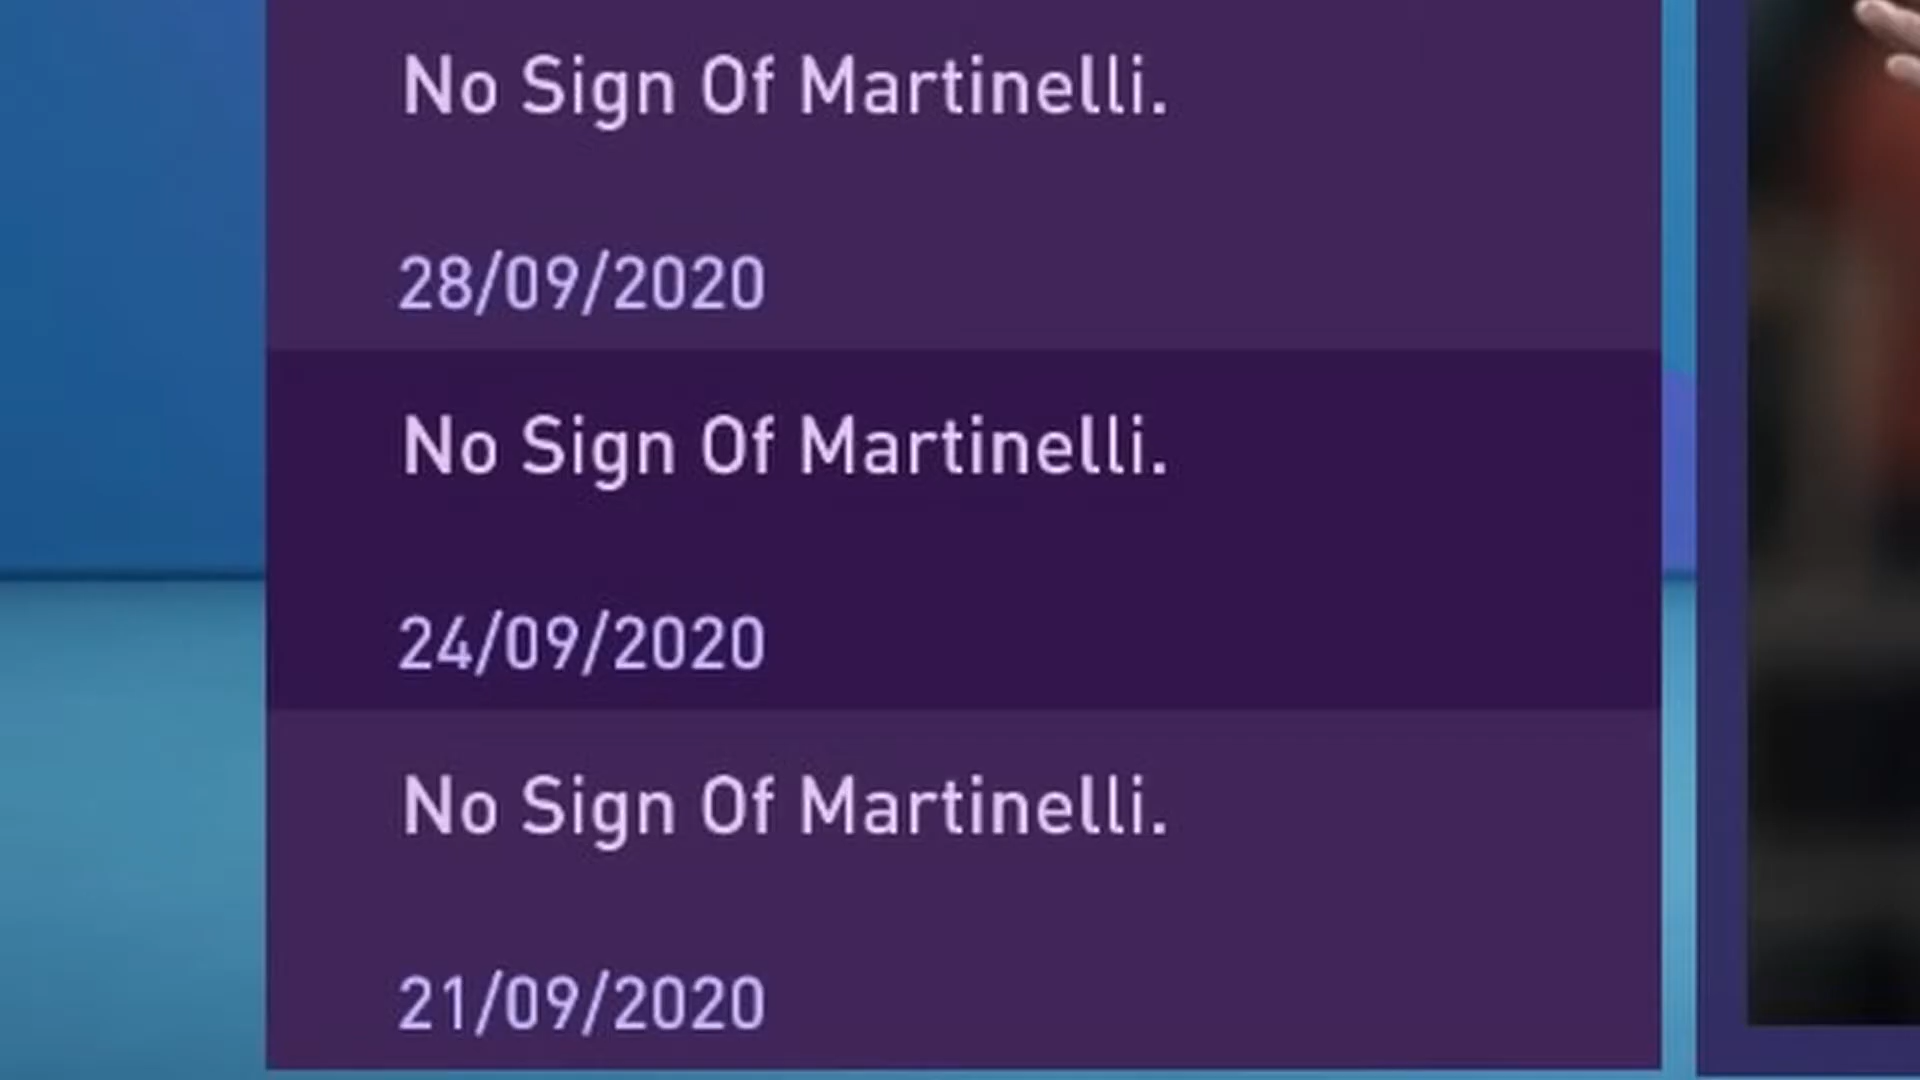 No Sign Of Martinelli.
28/09/2020
No Sign Of Martinelli.
24/09/2020
No Sign Of Martinelli.
21/09/2020